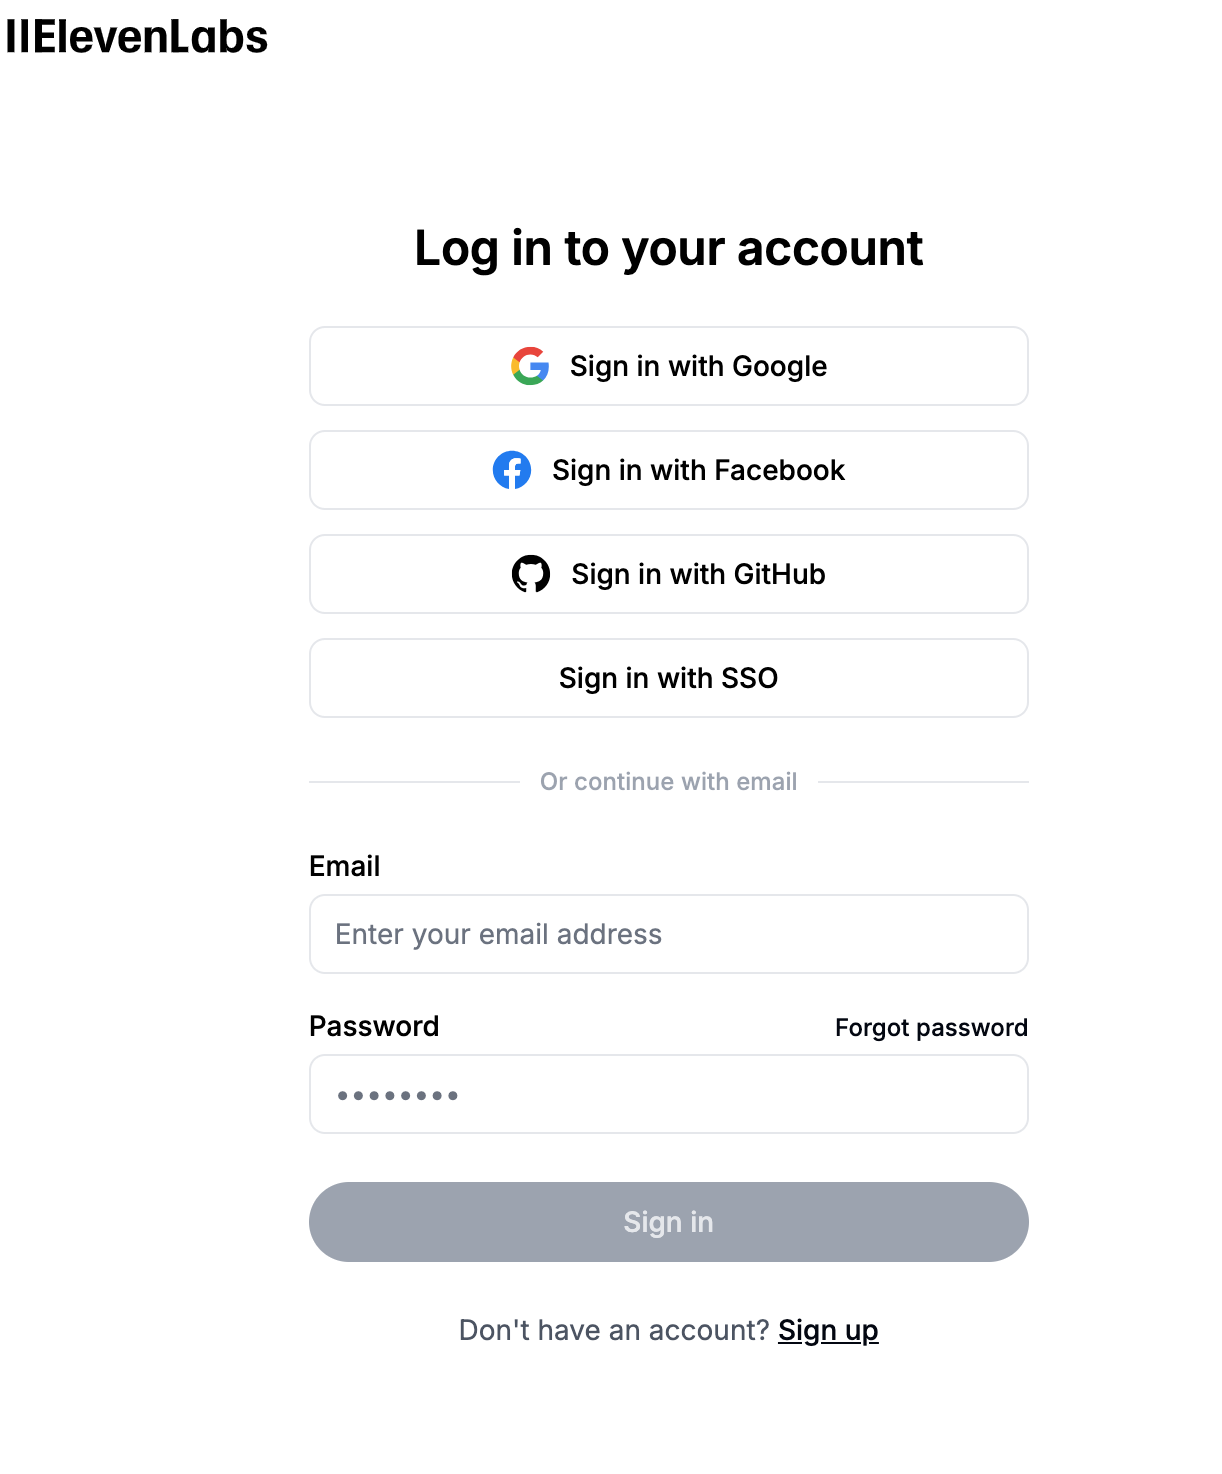 IIElevenLabs
Log in to your account
Sign in with Google
Sign in with Facebook
Sign in with GitHub
Sign in with SSO
Or continue with email
Email
Enter your email address
Password
Forgot password
••••••••
Sign in
Don't have an account? Sign up